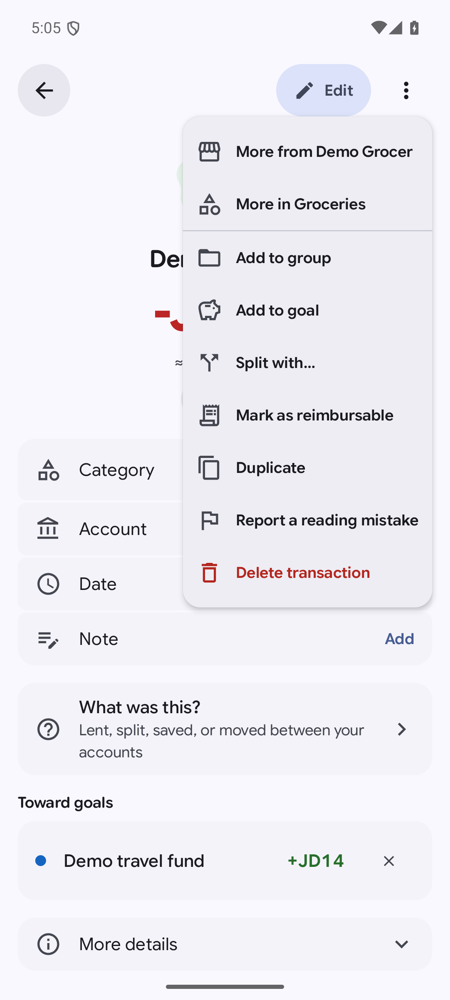 5:05
Edit
More from Demo Grocer
More in Groceries
Add to group
Add to goal
Split with...
Mark as reimbursable
Duplicate
Report a reading mistake
Delete transaction
Category
Account
Date
Note Add
What was this?
Lent, split, saved, or moved between your
accounts
Toward goals
Demo travel fund +JD14
More details